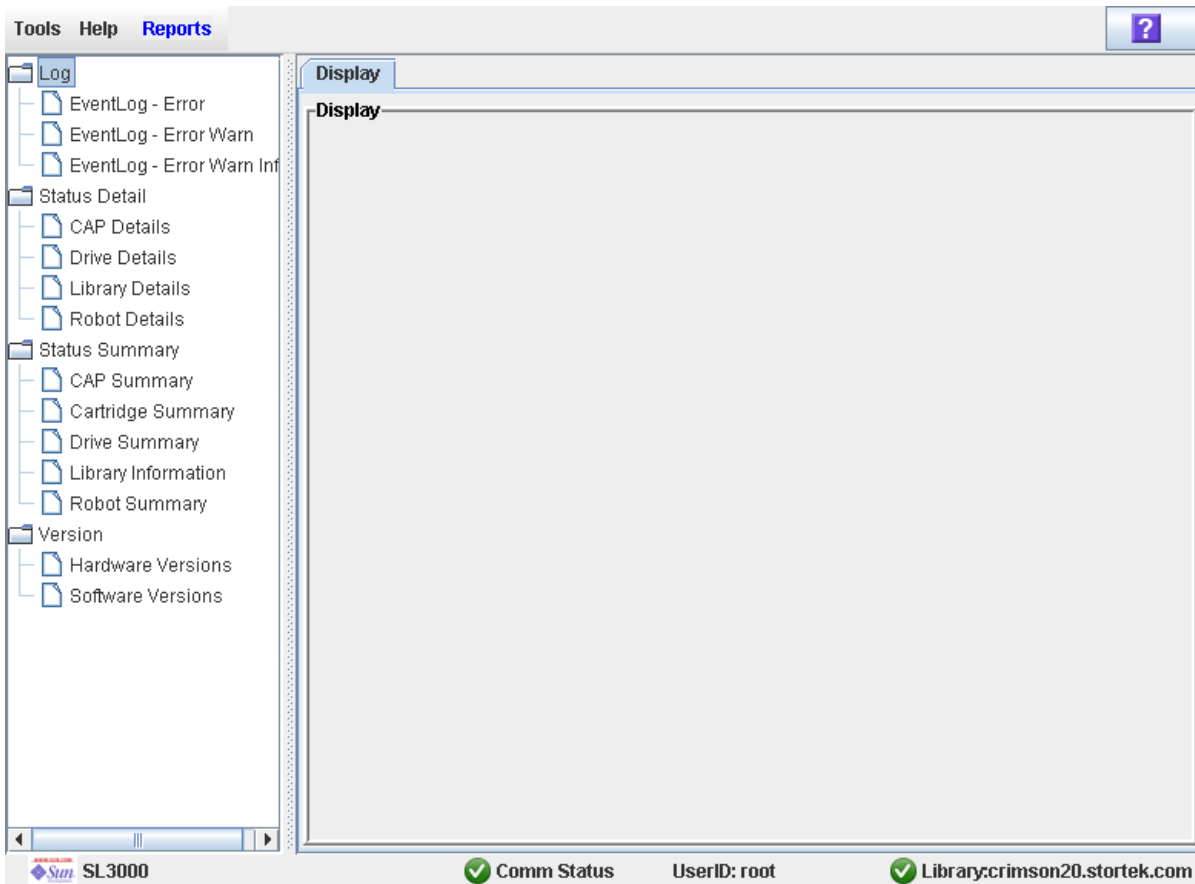 Tools Help Reports
?
Log
EventLog - Error
EventLog - Error Warn
EventLog - Error Warn Inf
Status Detail
CAP Details
Drive Details
Library Details
Robot Details
Status Summary
CAP Summary
Cartridge Summary
Drive Summary
Library Information
Robot Summary
Version
Hardware Versions
Software Versions
Display
Display
Sun SL3000 Comm Status UserID: root Library:crimson20.stortek.com